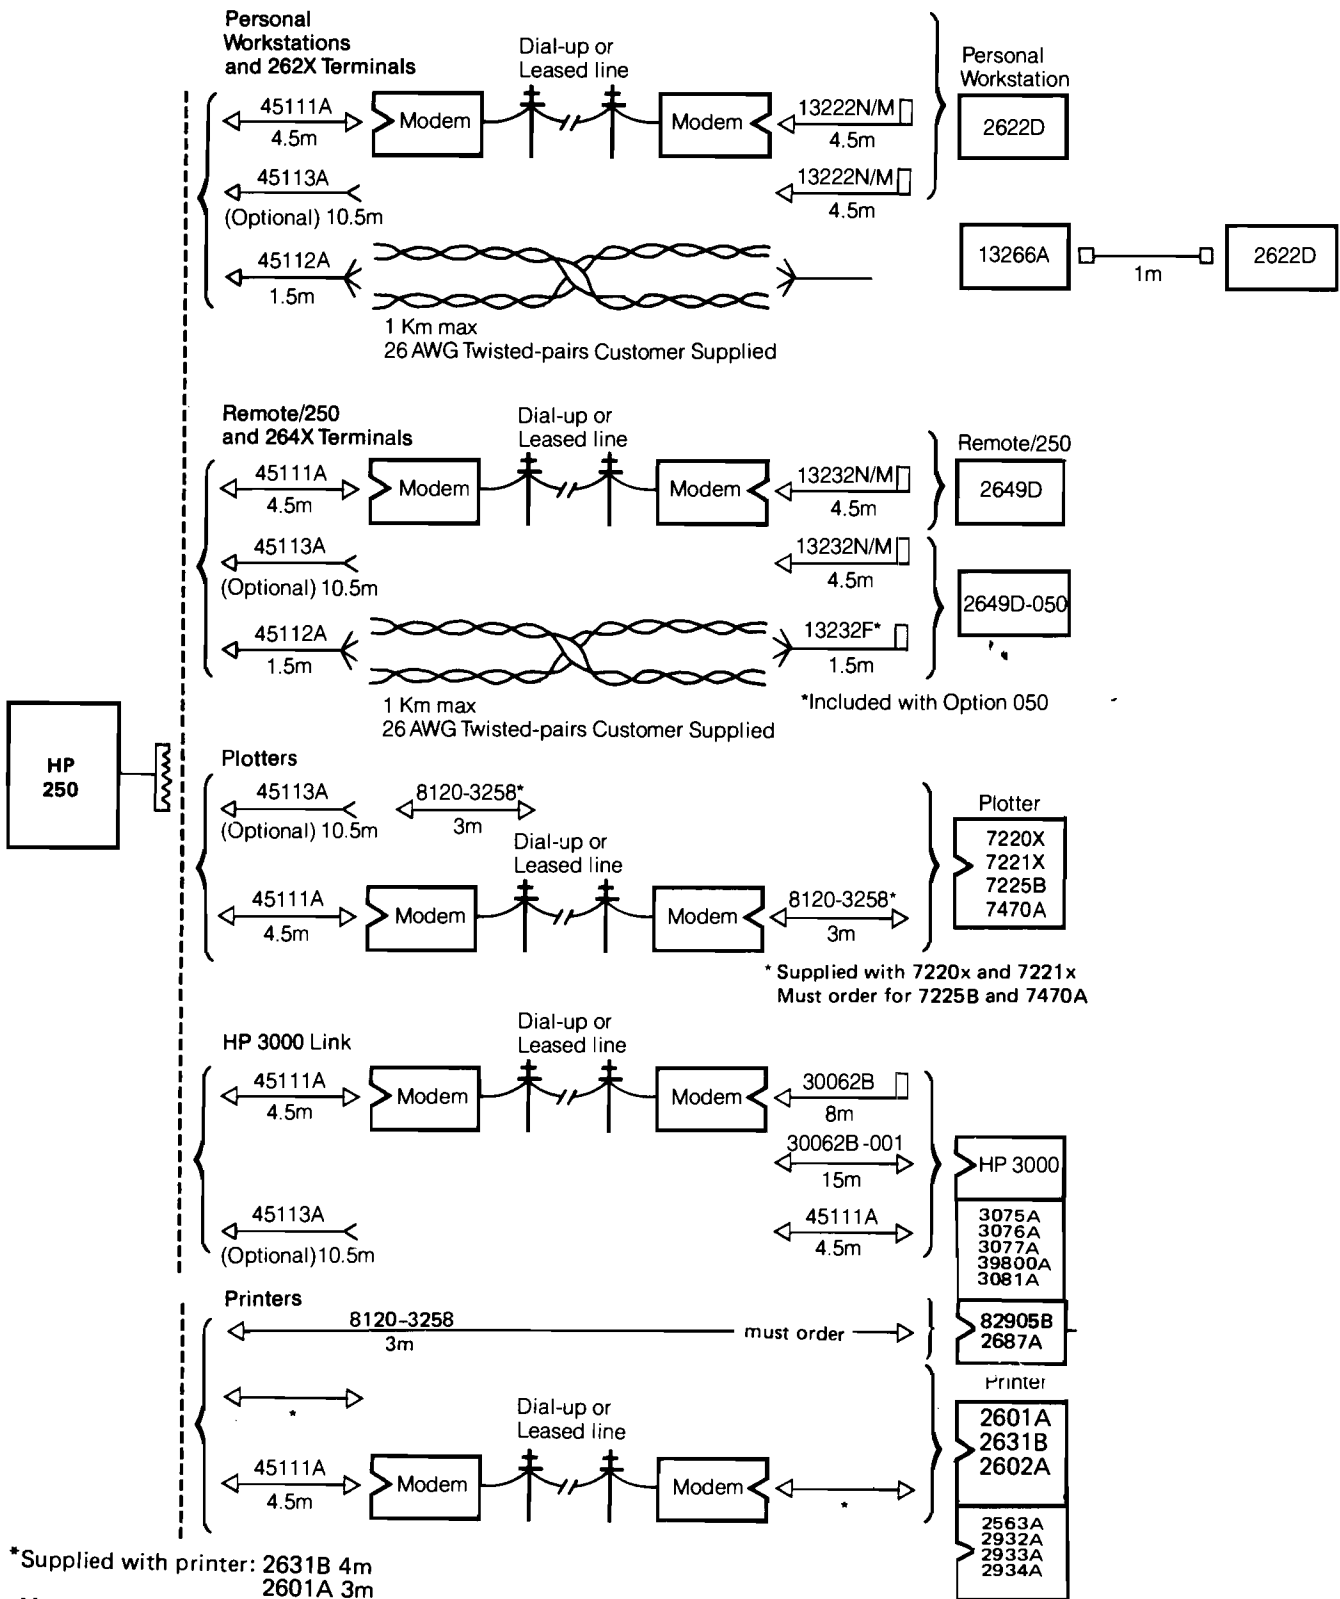 Personal
Workstations
and 262X Terminals
Dial-up or
Leased line
45111A
4.5m
Modem
Modem
13222N/M
4.5m
Personal
Workstation
2622D
45113A
(Optional) 10.5m
13222N/M
4.5m
45112A
1.5m
13266A
1m
2622D
1 Km max
26 AWG Twisted-pairs Customer Supplied
Remote/250
and 264X Terminals
Dial-up or
Leased line
45111A
4.5m
Modem
Modem
13232N/M
4.5m
Remote/250
2649D
45113A
(Optional) 10.5m
13232N/M
4.5m
2649D-050
45112A
1.5m
13232F*
1.5m
*Included with Option 050
1 Km max
26 AWG Twisted-pairs Customer Supplied
HP
250
Plotters
45113A
(Optional) 10.5m
8120-3258*
3m
Dial-up or
Leased line
45111A
4.5m
Modem
Modem
8120-3258*
3m
Plotter
7220X
7221X
7225B
7470A
* Supplied with 7220x and 7221x
Must order for 7225B and 7470A
HP 3000 Link
Dial-up or
Leased line
45111A
4.5m
Modem
Modem
30062B
8m
30062B-001
15m
HP 3000
45113A
(Optional) 10.5m
45111A
4.5m
3075A
3076A
3077A
39800A
3081A
Printers
8120-3258
3m
must order
82905B
2687A
*
Dial-up or
Leased line
45111A
4.5m
Modem
Modem
*
Printer
2601A
2631B
2602A
2563A
2932A
2933A
2934A
*Supplied with printer: 2631B 4m
2601A 3m